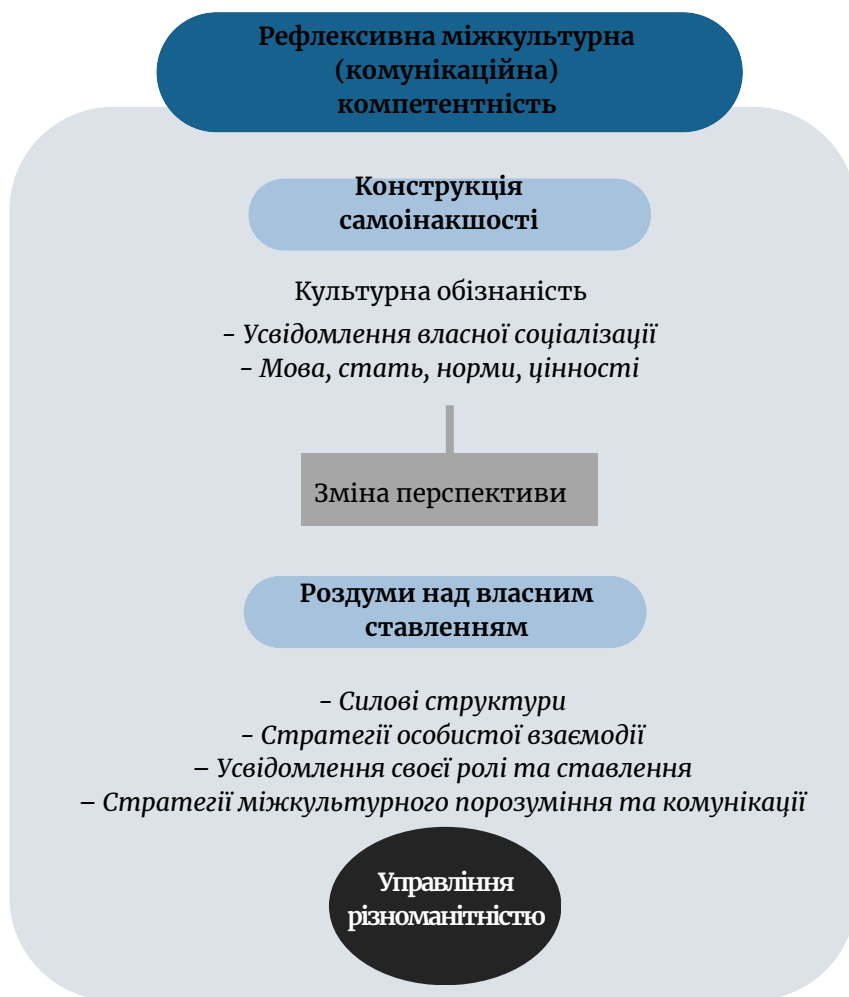 Рефлексивна міжкультурна
(комунікаційна)
компетентність
Конструкція
самоінакшості
Культурна обізнаність
– Усвідомлення власної соціалізації
– Мова, стать, норми, цінності
Зміна перспективи
Роздуми над власним
ставленням
– Силові структури
– Стратегії особистої взаємодії
– Усвідомлення своєї ролі та ставлення
– Стратегії міжкультурного порозуміння та комунікації
Управління
різноманітністю